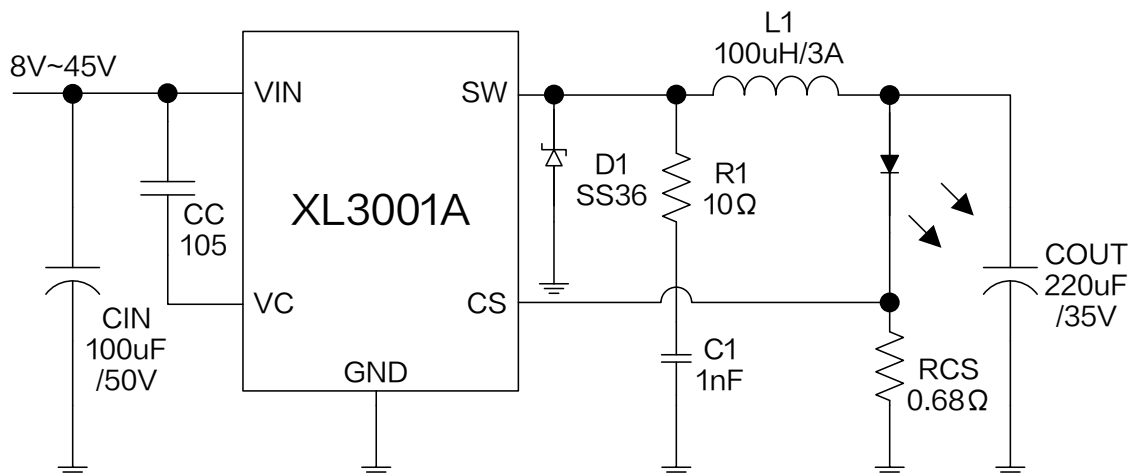 8V~45V
VIN
SW
L1
100uH/3A
CC
105
XL3001A
D1
SS36
R1
10Ω
VC
CS
CIN
100uF
/50V
GND
C1
1nF
RCS
0.68Ω
COUT
220uF
/35V